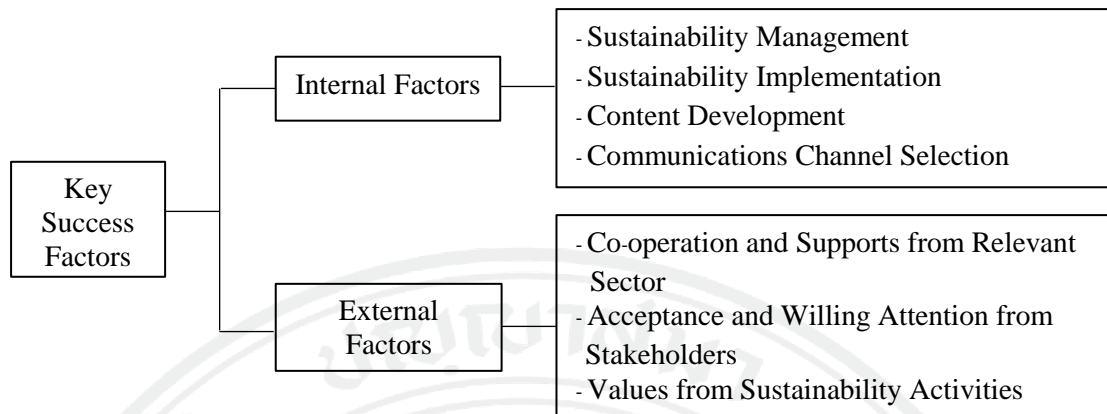 Key
Success
Factors
Internal Factors
- Sustainability Management
- Sustainability Implementation
- Content Development
- Communications Channel Selection
External
Factors
- Co-operation and Supports from Relevant
Sector
- Acceptance and Willing Attention from
Stakeholders
- Values from Sustainability Activities